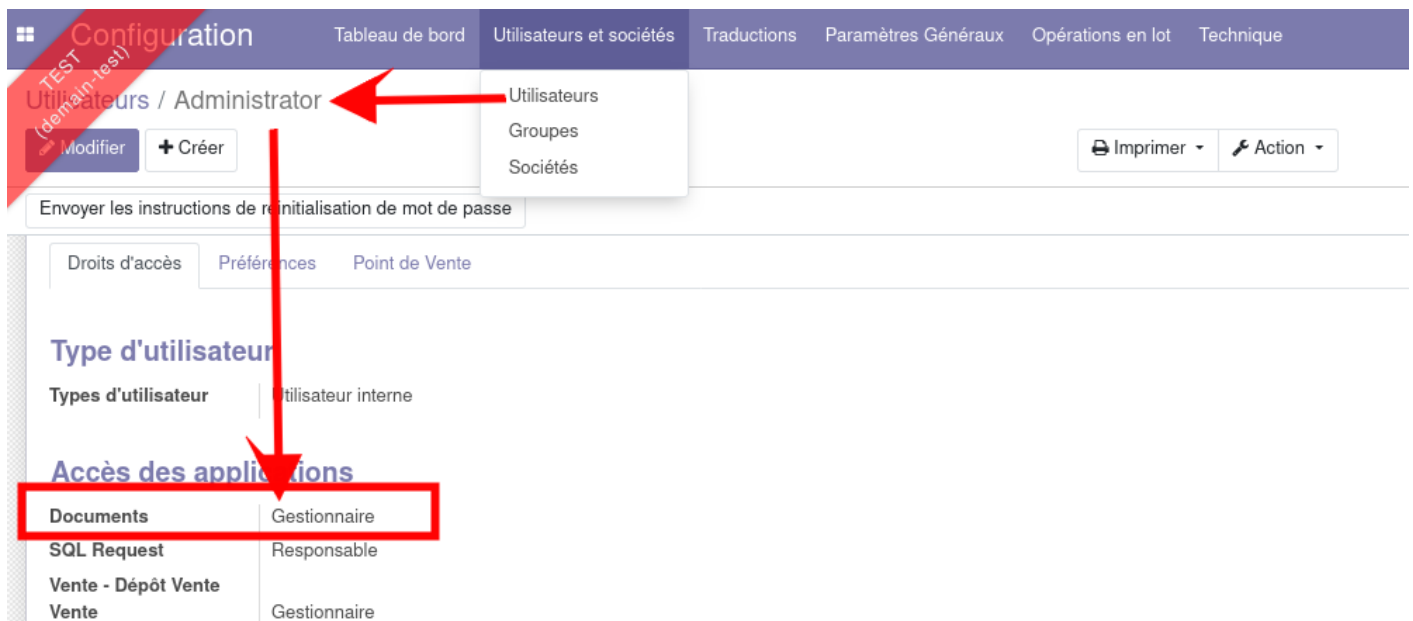 Configuration Tableau de bord Utilisateurs et sociétés Traductions Paramètres Généraux Opérations en lot Technique
TEST
(demain-test)
Utilisateurs / Administrator
Utilisateurs
Groupes
Sociétés
Modifier Créer Imprimer Action
Envoyer les instructions de réinitialisation de mot de passe
Droits d'accès Préférences Point de Vente
Type d'utilisateur
Types d'utilisateur Utilisateur interne
Accès des applications
Documents Gestionnaire
SQL Request Responsable
Vente - Dépôt Vente
Vente Gestionnaire